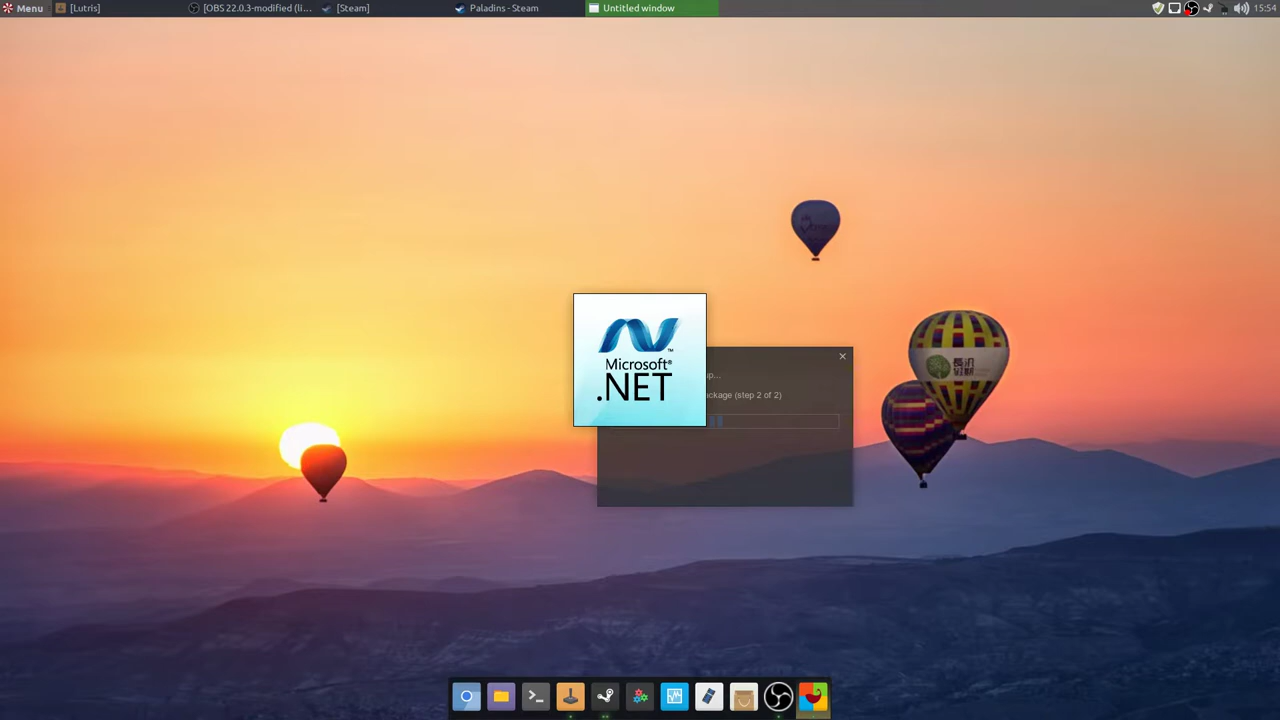 Menu
[Lutris]
[OBS 22.0.3-modified (li...
[Steam]
Paladins - Steam
Untitled window
15:54
Microsoft®
.NET
(step 2 of 2)